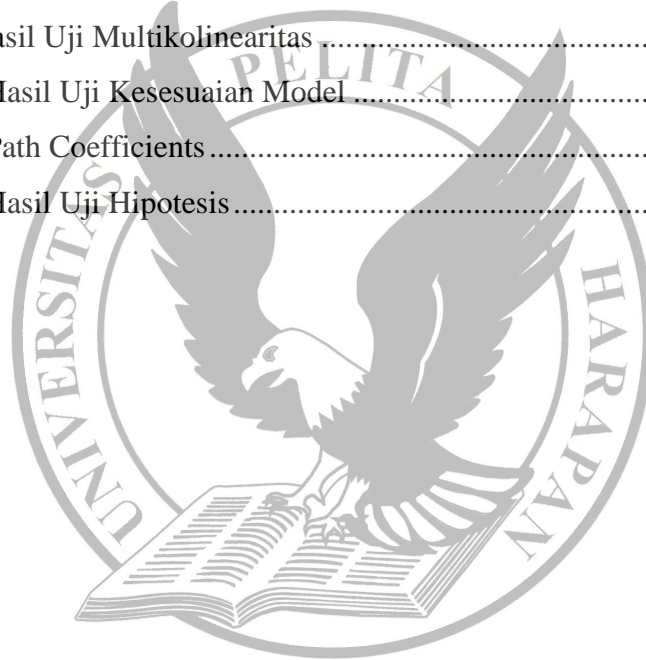 asil Uji Multikolinearitas ........................................
Hasil Uji Kesesuaian Model ....................................
Path Coefficients ......................................................
Hasil Uji Hipotesis ...................................................
UNIVERSITAS PELITA HARAPAN